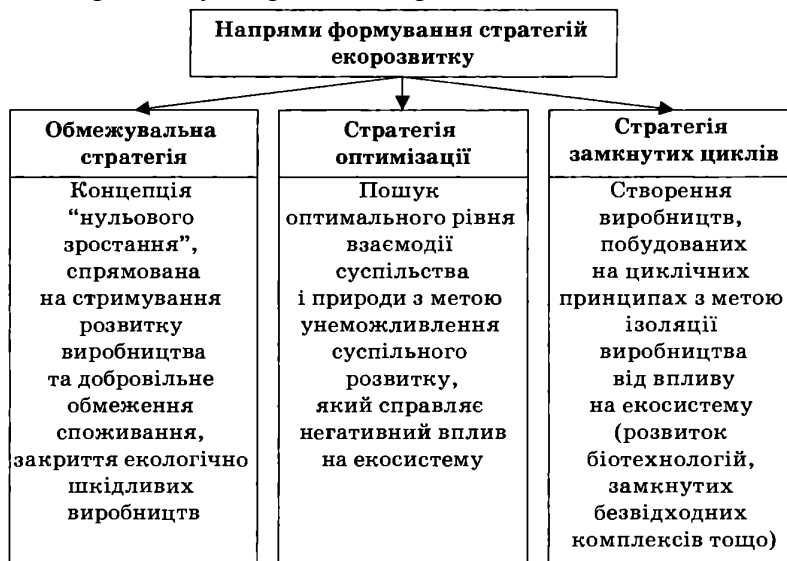 Напрями формування стратегій
екорозвитку
Обмежувальна
стратегія
Концепція
“нульового
зростання”,
спрямована
на стримування
розвитку
виробництва
та добровільне
обмеження
споживання,
закриття екологічно
шкідливих
виробництв
Стратегія
оптимізації
Пошук
оптимального рівня
взаємодії
суспільства
і природи з метою
унеможливлення
суспільного
розвитку,
який справляє
негативний вплив
на екосистему
Стратегія
замкнутих циклів
Створення
виробництв,
побудованих
на циклічних
принципах з метою
ізоляції
виробництва
від впливу
на екосистему
(розвиток
біотехнологій,
замкнутих
безвідходних
комплексів тощо)